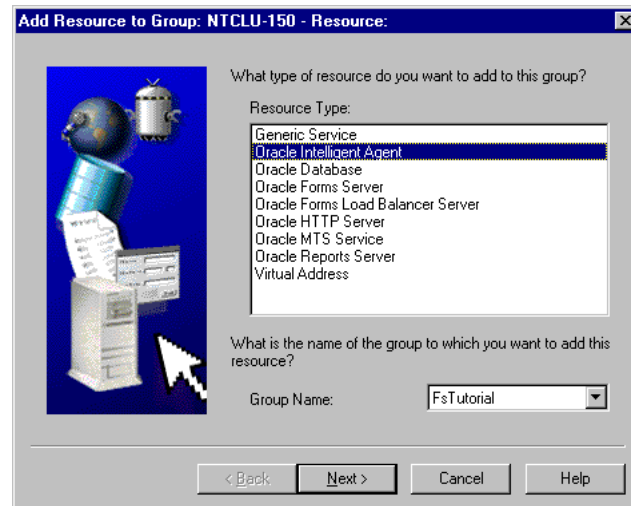 Add Resource to Group: NTCLU-150 - Resource:
What type of resource do you want to add to this group?
Resource Type:
Generic Service
Oracle Intelligent Agent
Oracle Database
Oracle Forms Server
Oracle Forms Load Balancer Server
Oracle HTTP Server
Oracle MTS Service
Oracle Reports Server
Virtual Address
What is the name of the group to which you want to add this
resource?
Group Name: FsTutorial
< Back Next > Cancel Help